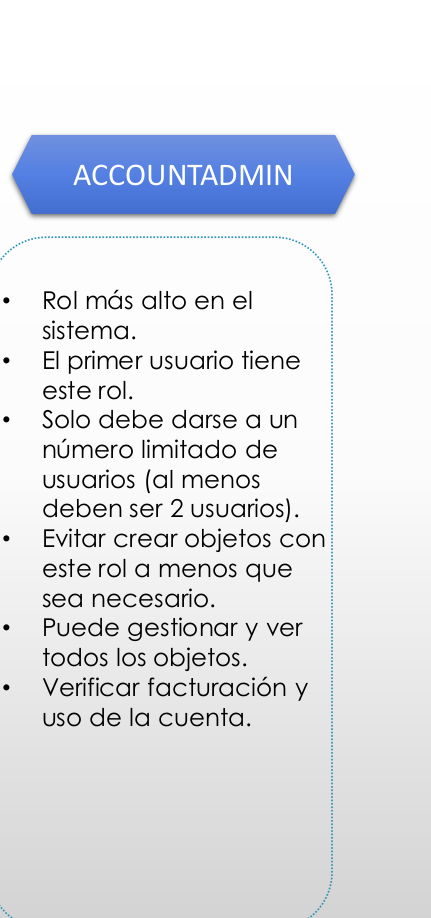 ACCOUNTADMIN
• Rol más alto en el
sistema.
• El primer usuario tiene
este rol.
• Solo debe darse a un
número limitado de
usuarios (al menos
deben ser 2 usuarios).
• Evitar crear objetos con
este rol a menos que
sea necesario.
• Puede gestionar y ver
todos los objetos.
• Verificar facturación y
uso de la cuenta.